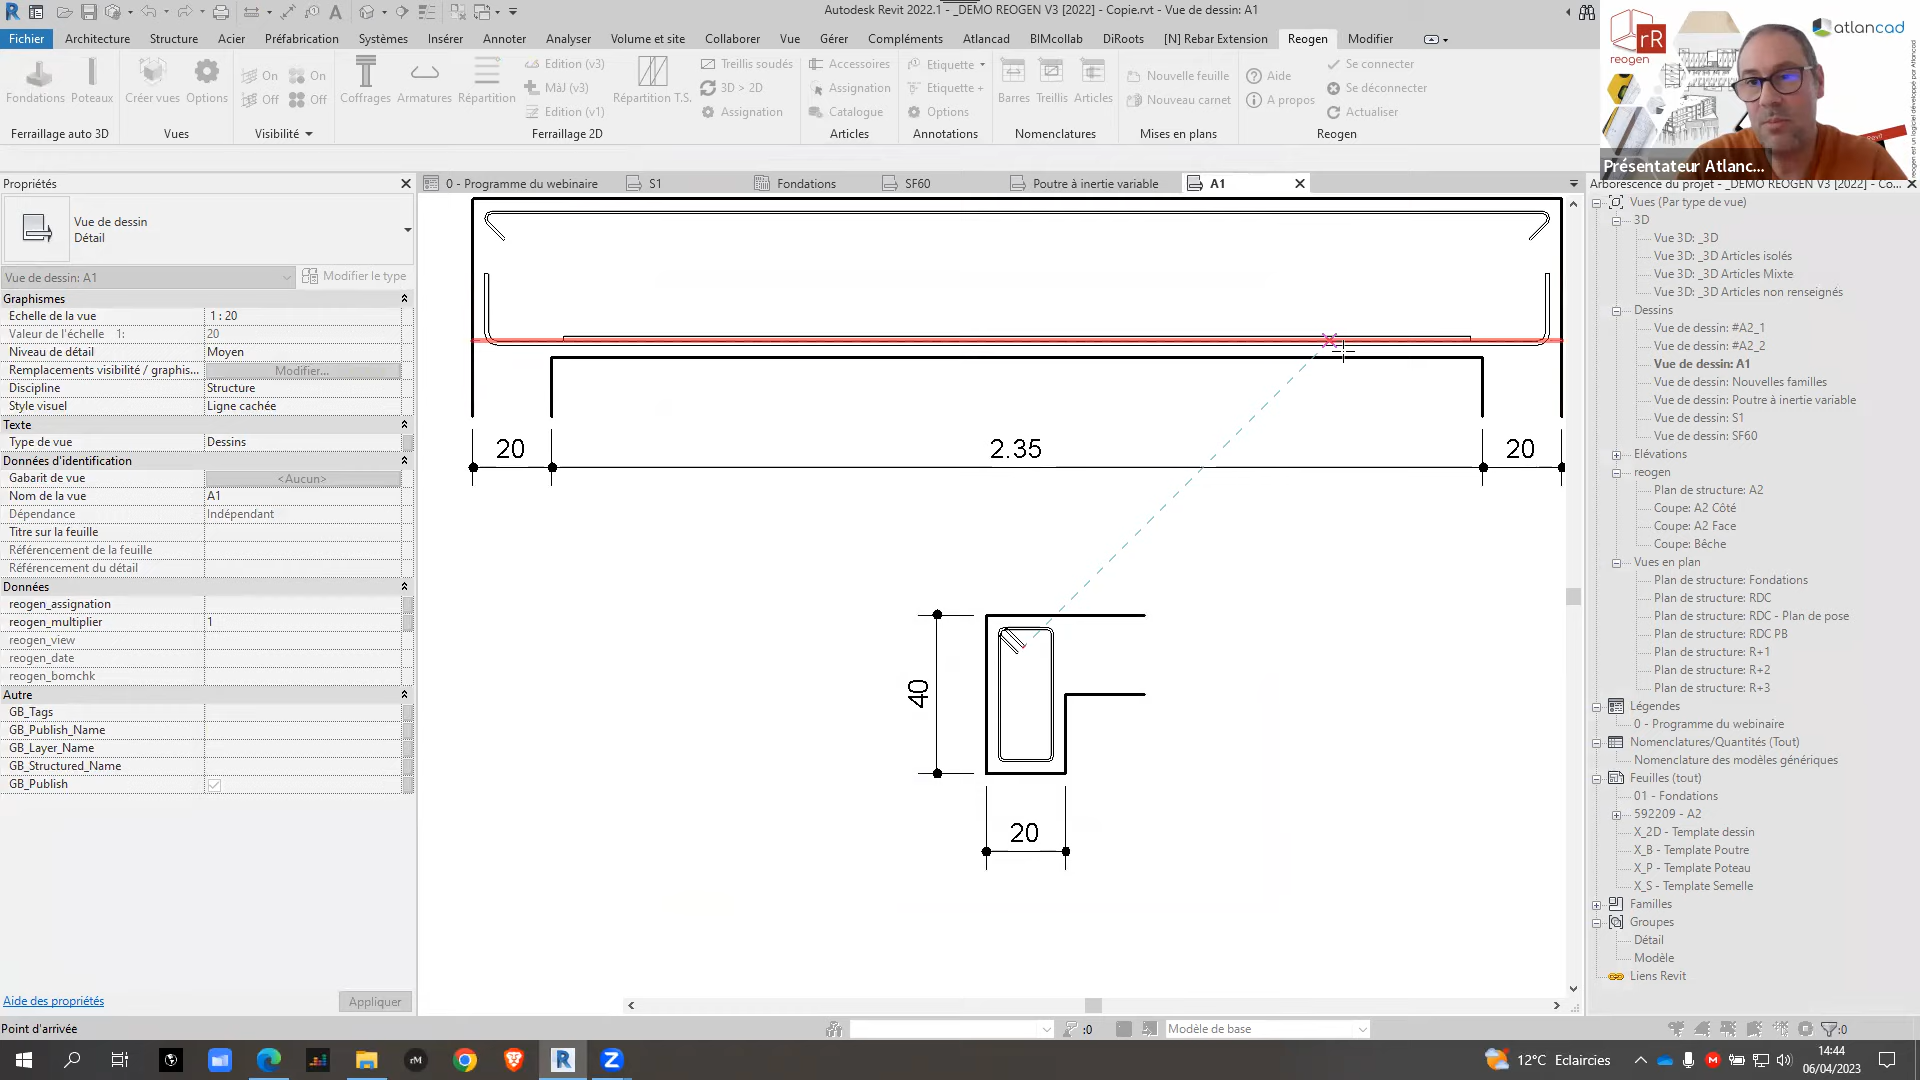 Autodesk Revit 2022.1 - _DEMO REOGEN V3 [2022] - Copie.rvt - Vue de dessin: A1
Fichier Architecture Structure Acier Préfabrication Systèmes Insérer Annoter Analyser Volume et site Collaborer Vue Gérer Compléments Atlancad BIMcollab DiRoots [N] Rebar Extension Reogen Modifier
On On Edition (v3) Treillis soudés Accessoires Etiquette Nouvelle feuille Aide Se connecter
Fondations Poteaux Créer vues Options Off Off Coffrages Armatures Répartition MàJ (v3) Répartition T.S. 3D > 2D Assignation Etiquette + Barres Treillis Articles Nouveau carnet A propos Se déconnecter
Edition (v1) Assignation Catalogue Options Actualiser
Ferraillage auto 3D Vues Visibilité Ferraillage 2D Articles Annotations Nomenclatures Mises en plans Reogen
rR
reogen
atlancad
Présentateur Atlanc...
Propriétés
0 - Programme du webinaire S1 Fondations SF60 Poutre à inertie variable A1
Arborescence du projet - _DEMO REOGEN V3 [2022] - Co...
Vue de dessin
Détail
Vue de dessin: A1 Modifier le type
Graphismes
Echelle de la vue 1 : 20
Valeur de l'échelle 1: 20
Niveau de détail Moyen
Remplacements visibilité / graphis... Modifier...
Discipline Structure
Style visuel Ligne cachée
Texte
Type de vue Dessins
Données d'identification
Gabarit de vue <Aucun>
Nom de la vue A1
Dépendance Indépendant
Titre sur la feuille
Référencement de la feuille
Référencement du détail
Données
reogen_assignation
reogen_multiplier 1
reogen_view
reogen_date
reogen_bomchk
Autre
GB_Tags
GB_Publish_Name
GB_Layer_Name
GB_Structured_Name
GB_Publish
Aide des propriétés Appliquer
20 2.35 20
40
20
Vues (Par type de vue)
3D
Vue 3D: _3D
Vue 3D: _3D Articles isolés
Vue 3D: _3D Articles Mixte
Vue 3D: _3D Articles non renseignés
Dessins
Vue de dessin: #A2_1
Vue de dessin: #A2_2
Vue de dessin: A1
Vue de dessin: Nouvelles familles
Vue de dessin: Poutre à inertie variable
Vue de dessin: S1
Vue de dessin: SF60
Elévations
reogen
Plan de structure: A2
Coupe: A2 Côté
Coupe: A2 Face
Coupe: Bêche
Vues en plan
Plan de structure: Fondations
Plan de structure: RDC
Plan de structure: RDC - Plan de pose
Plan de structure: RDC PB
Plan de structure: R+1
Plan de structure: R+2
Plan de structure: R+3
Légendes
0 - Programme du webinaire
Nomenclatures/Quantités (Tout)
Nomenclature des modèles génériques
Feuilles (tout)
01 - Fondations
592209 - A2
X_2D - Template dessin
X_B - Template Poutre
X_P - Template Poteau
X_S - Template Semelle
Familles
Groupes
Détail
Modèle
Liens Revit
Point d'arrivée :0 Modèle de base :0
12°C Eclaircies
14:44
06/04/2023